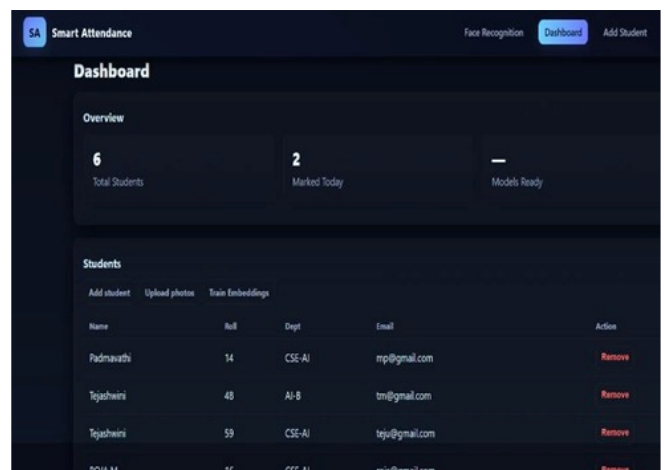 SA Smart Attendance Face Recognition Dashboard Add Student
Dashboard
Overview
6 2 —
Total Students Marked Today Models Ready
Students
Add student Upload photos Train Embeddings
Name Roll Dept Email Action
Padmavathi 14 CSE-AI mp@gmail.com Remove
Tejashwini 48 AI-B tm@gmail.com Remove
Tejashwini 59 CSE-AI teju@gmail.com Remove